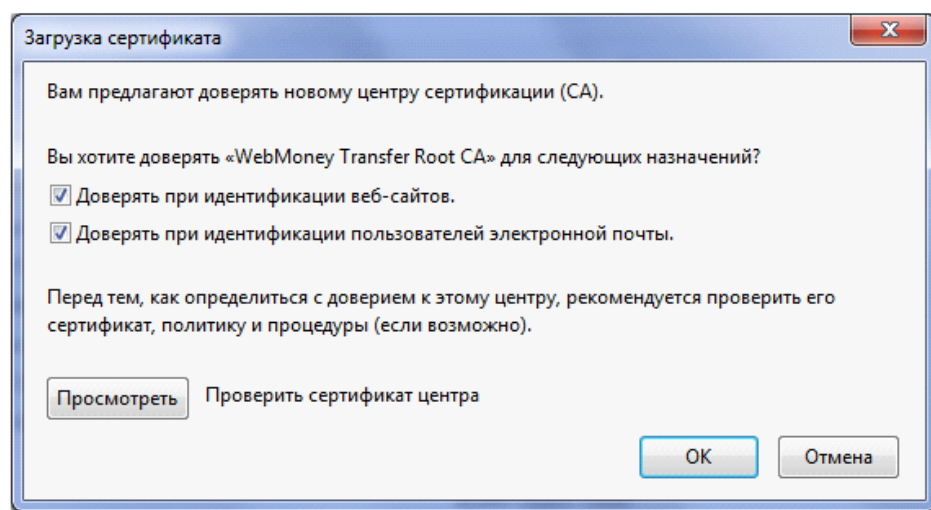 Загрузка сертификата
Вам предлагают доверять новому центру сертификации (CA).
Вы хотите доверять «WebMoney Transfer Root CA» для следующих назначений?
Доверять при идентификации веб-сайтов.
Доверять при идентификации пользователей электронной почты.
Перед тем, как определиться с доверием к этому центру, рекомендуется проверить его
сертификат, политику и процедуры (если возможно).
Просмотреть Проверить сертификат центра
OK Отмена